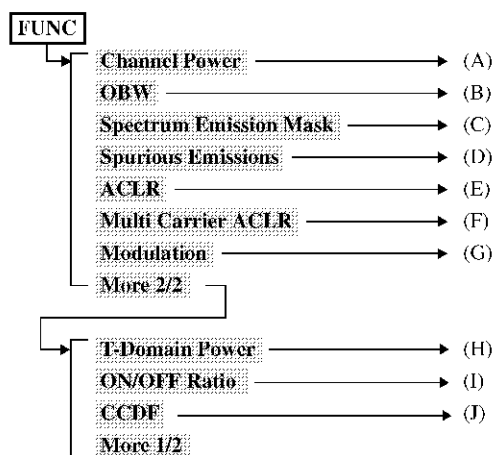 FUNC
Channel Power (A)
OBW (B)
Spectrum Emission Mask (C)
Spurious Emissions (D)
ACLR (E)
Multi Carrier ACLR (F)
Modulation (G)
More 2/2
T-Domain Power (H)
ON/OFF Ratio (I)
CCDF (J)
More 1/2